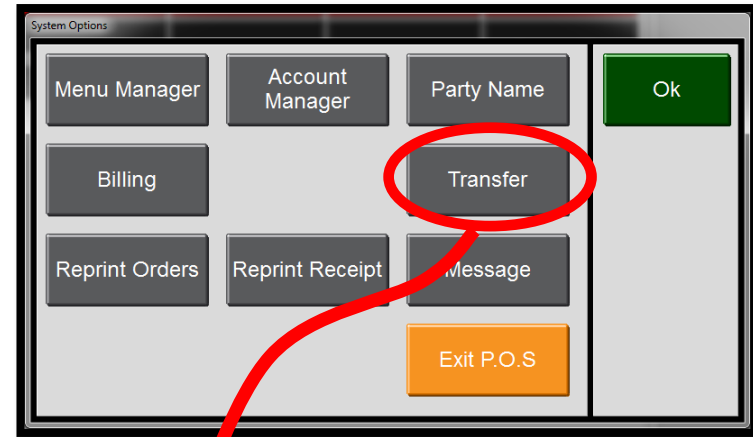 System Options
Menu Manager
Account
Manager
Party Name
Ok
Billing
Transfer
Reprint Orders
Reprint Receipt
Message
Exit P.O.S